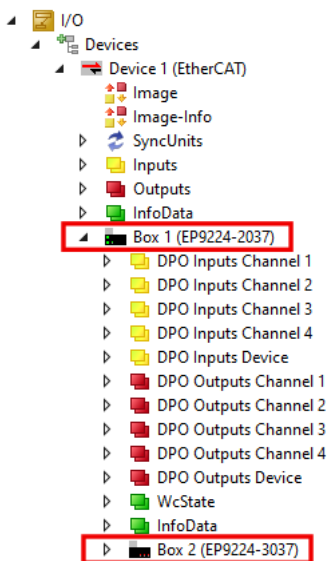 I/O
Devices
Device 1 (EtherCAT)
Image
Image-Info
SyncUnits
Inputs
Outputs
InfoData
Box 1 (EP9224-2037)
DPO Inputs Channel 1
DPO Inputs Channel 2
DPO Inputs Channel 3
DPO Inputs Channel 4
DPO Inputs Device
DPO Outputs Channel 1
DPO Outputs Channel 2
DPO Outputs Channel 3
DPO Outputs Channel 4
DPO Outputs Device
WcState
InfoData
Box 2 (EP9224-3037)